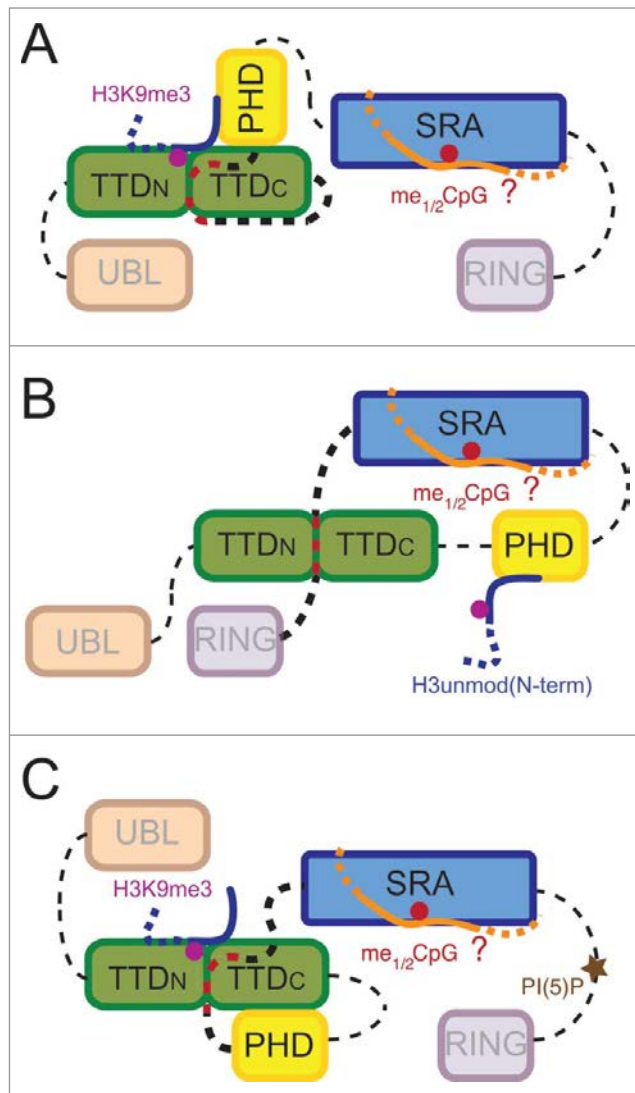 A
H3K9me3
PHD
SRA
TTDN TTDC
me1/2CpG ?
UBL
RING
B
SRA
me1/2CpG ?
TTDN TTDC
PHD
UBL
RING
H3unmod(N-term)
C
UBL
H3K9me3
SRA
TTDN TTDC
me1/2CpG ?
PI(5)P
PHD
RING